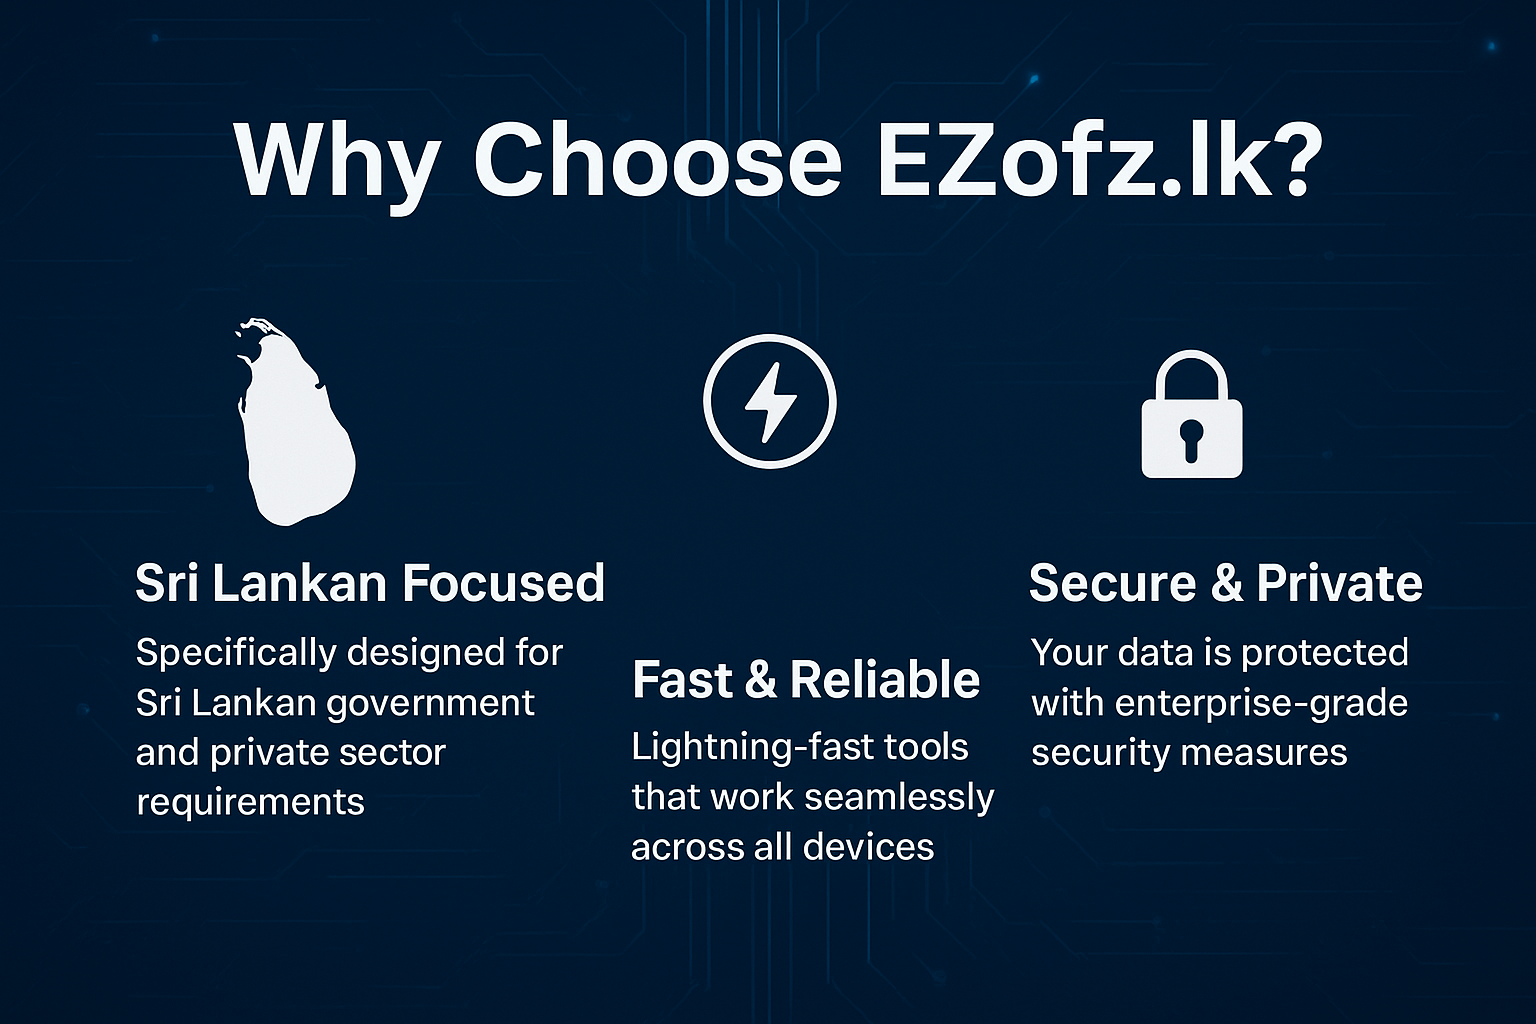 Why Choose EZofz.lk?
Sri Lankan Focused
Specifically designed for
Sri Lankan government
and private sector
requirements
Fast & Reliable
Lightning-fast tools
that work seamlessly
across all devices
Secure & Private
Your data is protected
with enterprise-grade
security measures